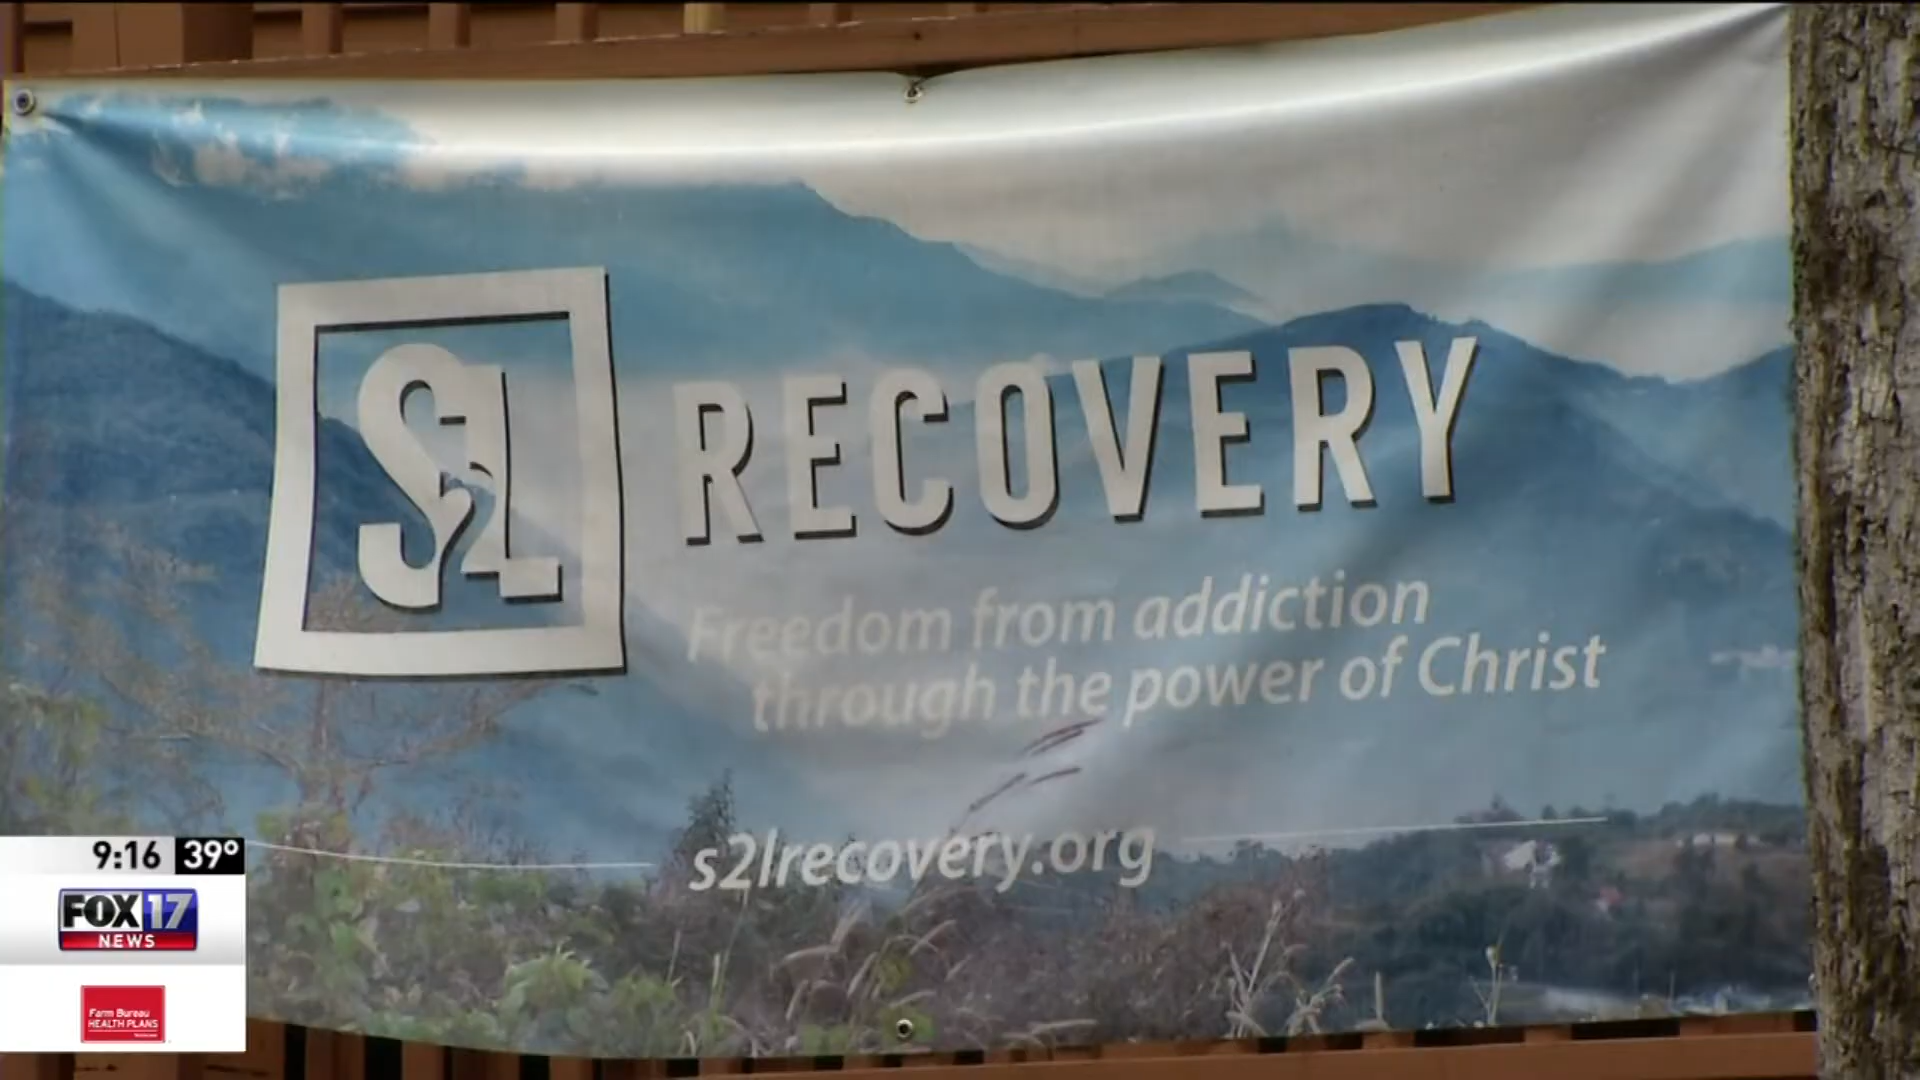 S2L RECOVERY
Freedom from addiction
through the power of Christ
s2lrecovery.org
9:16 39°
FOX 17
NEWS
Farm Bureau
HEALTH PLANS